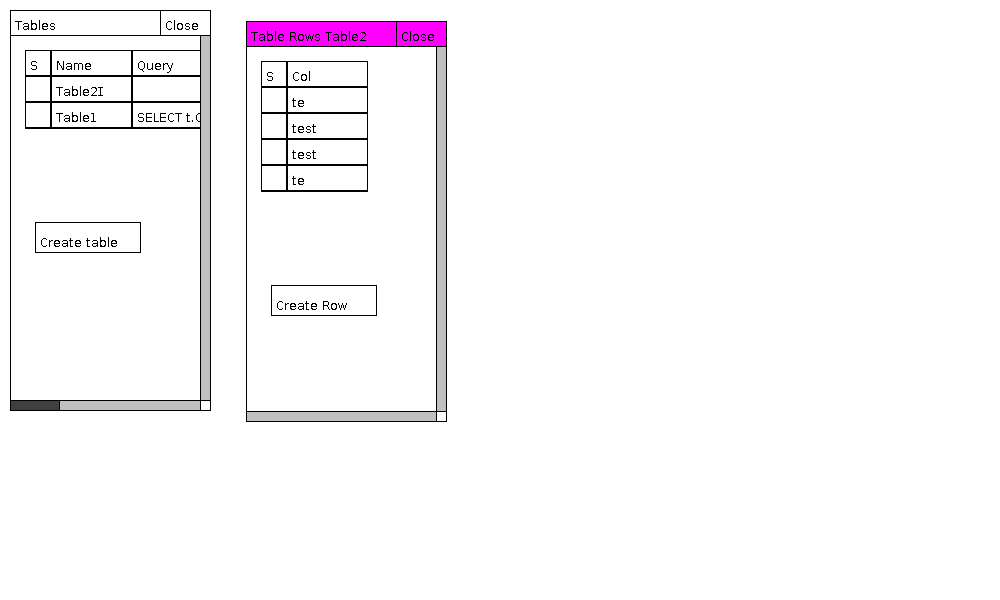 Tables Close
S Name Query
Table2I
Table1 SELECT t.
Create table
Table Rows Table2 Close
S Col
te
test
test
te
Create Row